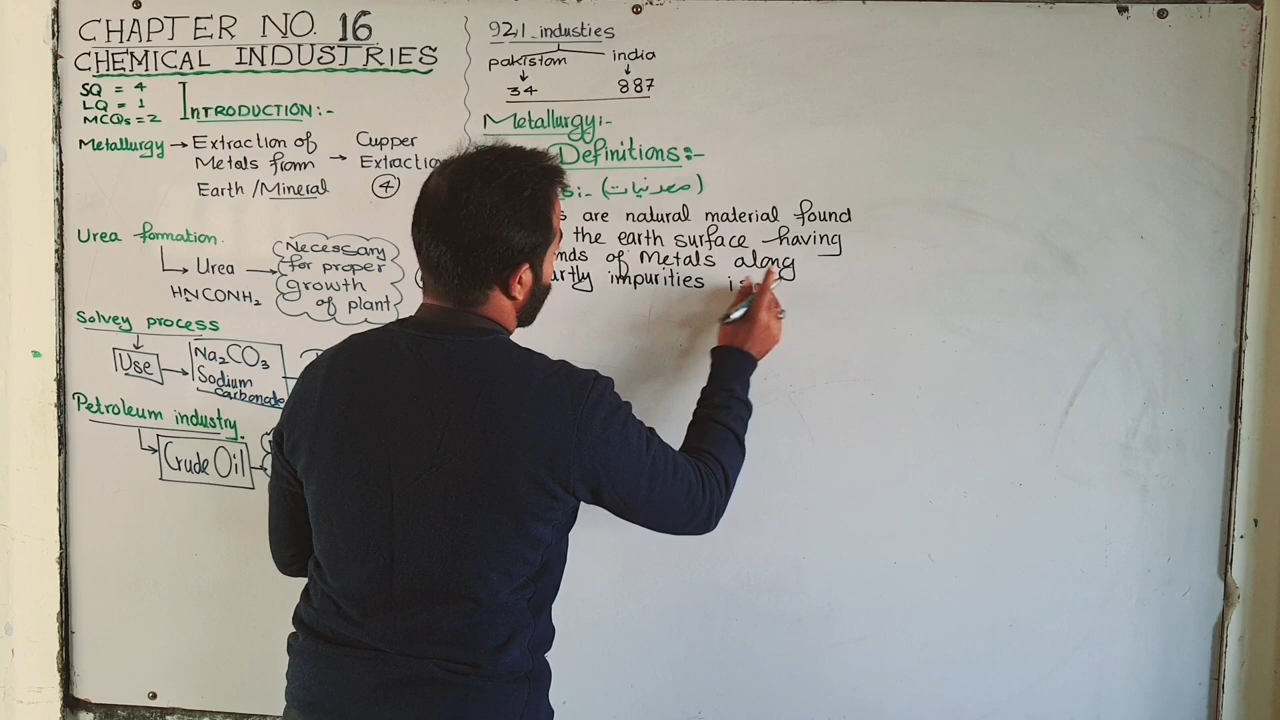 CHAPTER NO. 16
CHEMICAL INDUSTRIES
SQ = 4
LQ = 1
MCQs = 2
INTRODUCTION:-
Metallurgy → Extraction of
Metals from
Earth / Mineral
→ Cupper
Extraction
4
Urea formation.
Urea →
HNCONH₂
Necessary
for proper
growth
of plant
Solvey process
Use →
Na₂CO₃
Sodium
Carbonate
Petroleum industry.
Crude Oil
921 industies
pakistan india
34 887
Metallurgy:-
Definitions:-
:- (معدنیات)
are natural material found
the earth surface having
of Metals along
impurities